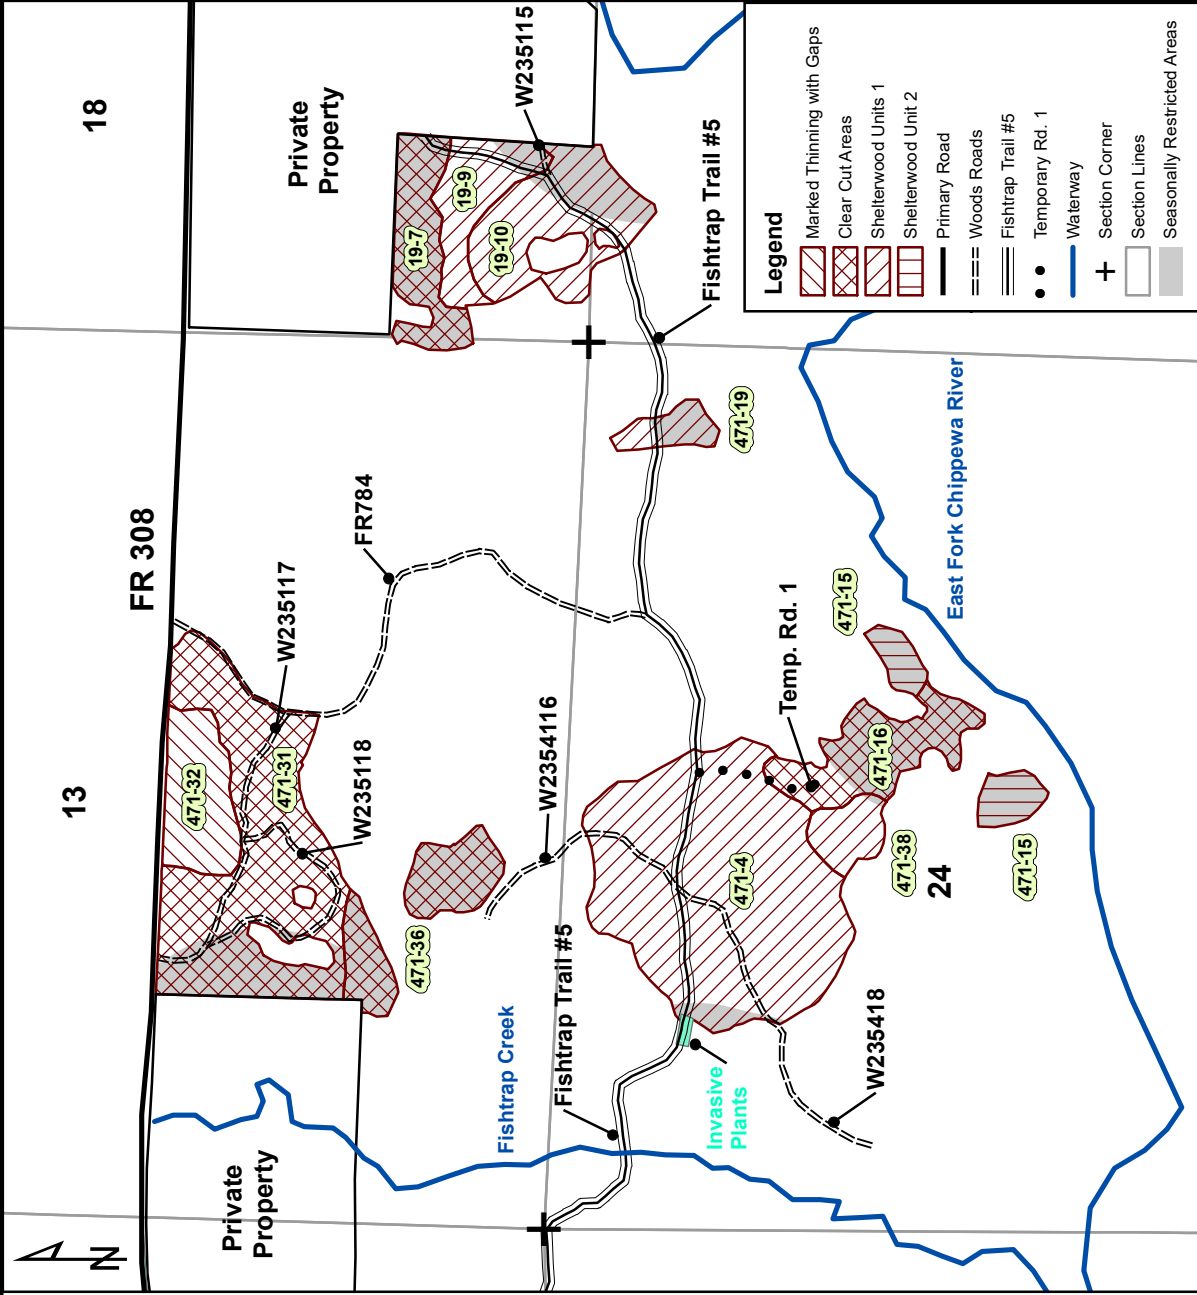 18
FR 308
13
Private
Property
W235115
19-9
19-7
19-10
Fishtrap Trail #5
W235117
FR784
471-19
471-32
471-31
W235118
W2354116
471-36
Temp. Rd. 1
471-15
East Fork Chippewa River
471-16
471-4
471-38
24
471-15
Fishtrap Creek
Fishtrap Trail #5
Invasive
Plants
W235418
Private
Property
N
Legend
Marked Thinning with Gaps
Clear Cut Areas
Shelterwood Units 1
Shelterwood Unit 2
Primary Road
Woods Roads
Fishtrap Trail #5
Temporary Rd. 1
Waterway
Section Corner
Section Lines
Seasonally Restricted Areas